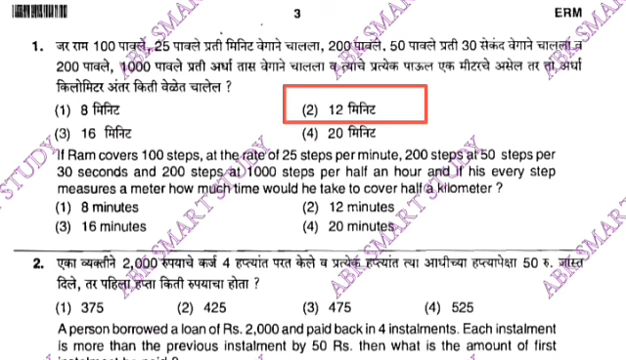 3
ERM
1. जर राम 100 पावले, 25 पावले प्रती मिनिट वेगाने चालला, 200 पावले. 50 पावले प्रती 30 सेकंद वेगाने चालला व
200 पावले, 1000 पावले प्रती अर्धा तास वेगाने चालला व त्याचे प्रत्येक पाऊल एक मीटरचे असेल तर तो अर्धा
किलोमिटर अंतर किती वेळेत चालेल ?
(1) 8 मिनिट (2) 12 मिनिट
(3) 16 मिनिट (4) 20 मिनिट
If Ram covers 100 steps, at the rate of 25 steps per minute, 200 steps at 50 steps per
30 seconds and 200 steps at 1000 steps per half an hour and if his every step
measures a meter how much time would he take to cover half a kilometer ?
(1) 8 minutes (2) 12 minutes
(3) 16 minutes (4) 20 minutes
2. एका व्यक्तीने 2,000 रुपयाचे कर्ज 4 हप्त्यांत परत केले व प्रत्येक हप्त्यांत त्या आधीच्या हप्त्यापेक्षा 50 रु. जास्त
दिले, तर पहिला हप्ता किती रुपयाचा होता ?
(1) 375 (2) 425 (3) 475 (4) 525
A person borrowed a loan of Rs. 2,000 and paid back in 4 instalments. Each instalment
is more than the previous instalment by 50 Rs. then what is the amount of first
ABK SMART STUDY